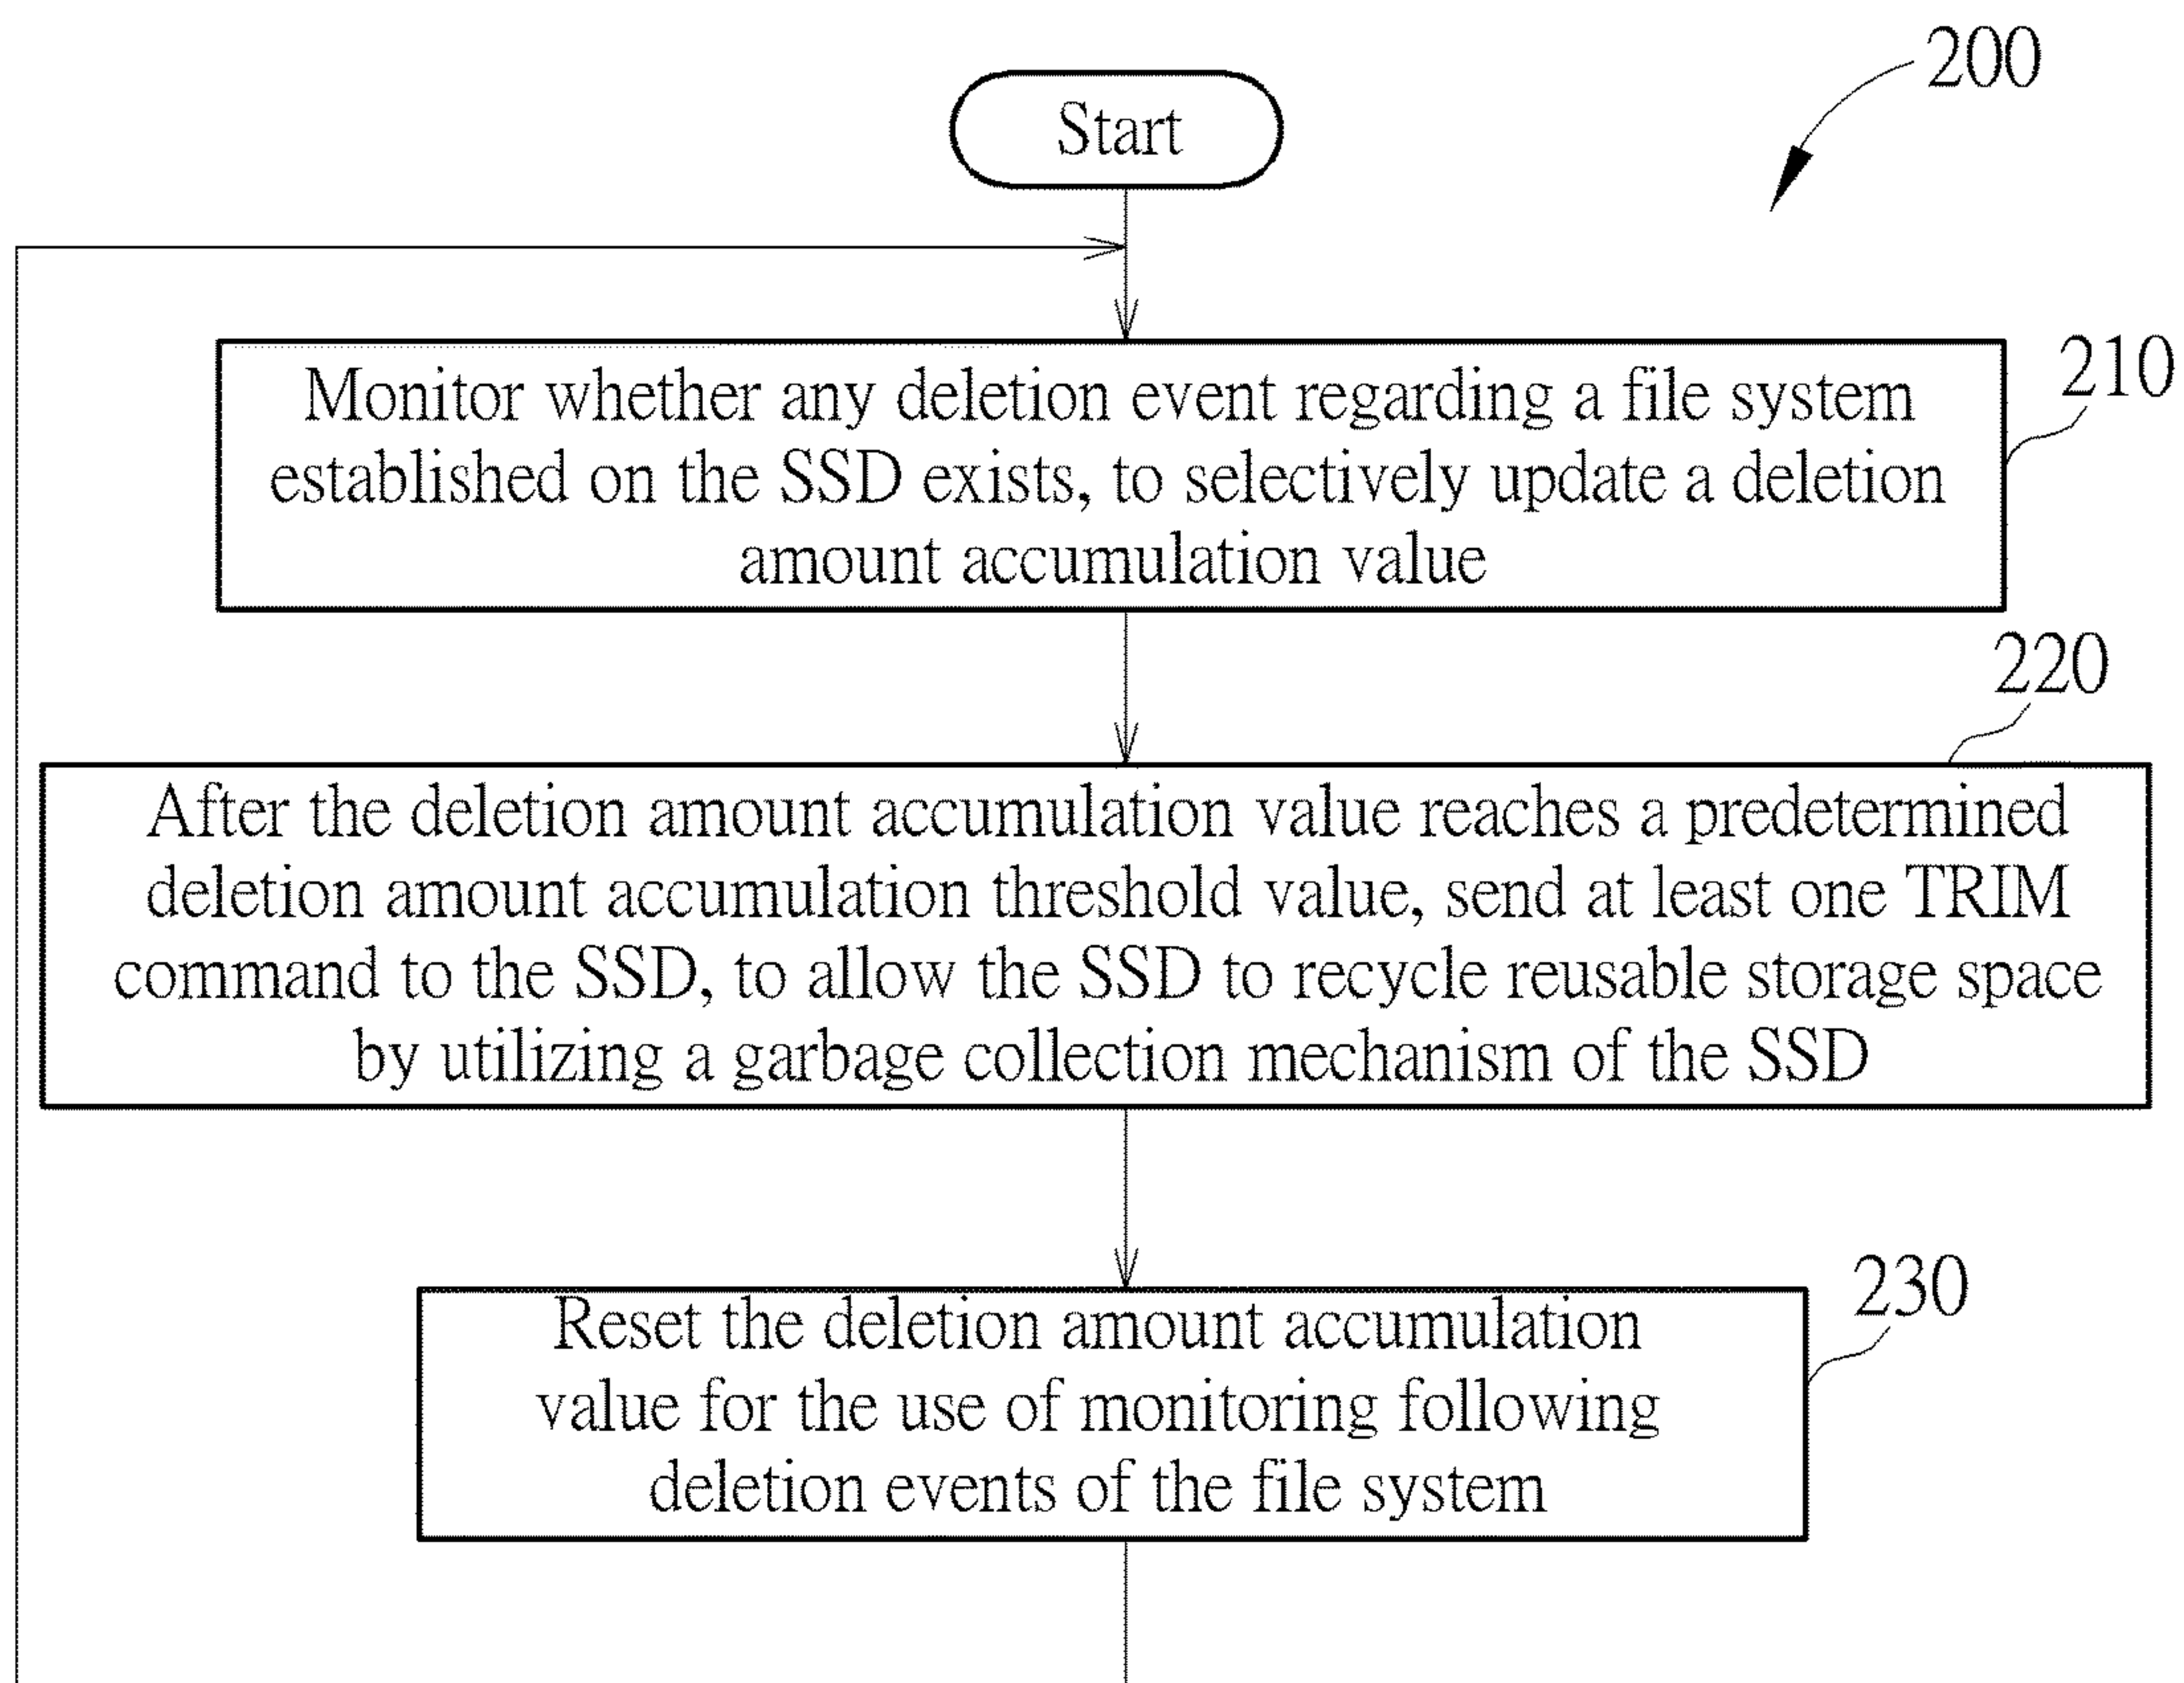 200
Start
210
Monitor whether any deletion event regarding a file system
established on the SSD exists, to selectively update a deletion
amount accumulation value
220
After the deletion amount accumulation value reaches a predetermined
deletion amount accumulation threshold value, send at least one TRIM
command to the SSD, to allow the SSD to recycle reusable storage space
by utilizing a garbage collection mechanism of the SSD
230
Reset the deletion amount accumulation
value for the use of monitoring following
deletion events of the file system